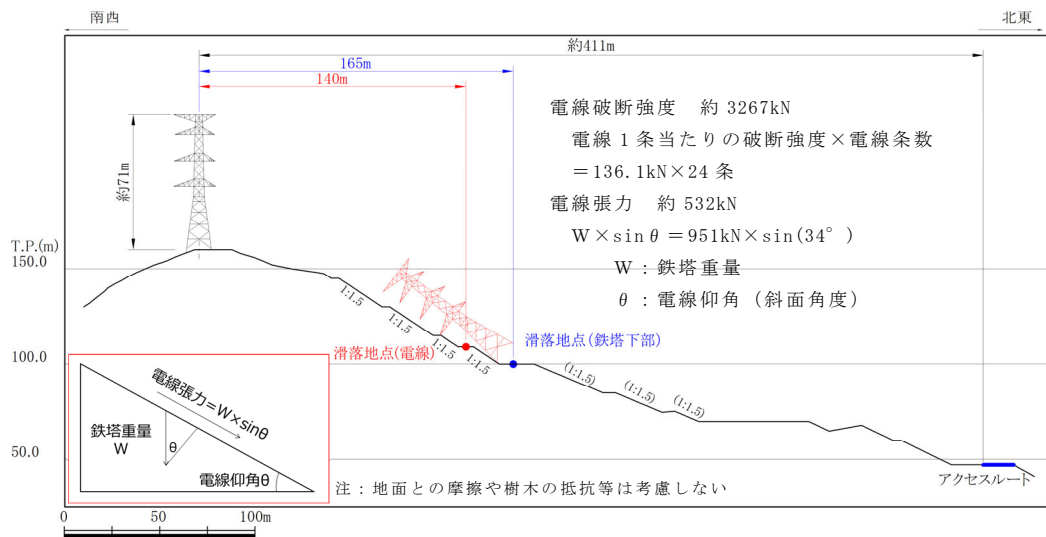 南西
北東
約411m
165m
140m
電線破断強度 約 3267kN
電線 1 条当たりの破断強度×電線条数
=136.1kN×24 条
電線張力 約 532kN
W×sin θ =951kN×sin(34° )
W : 鉄塔重量
θ : 電線仰角 (斜面角度)
約71m
T.P.(m)
150.0
100.0
50.0
1:1.5
1:1.5
1:1.5
1:1.5
滑落地点(電線)
滑落地点(鉄塔下部)
(1:1.5)
(1:1.5)
(1:1.5)
電線張力=W×sinθ
鉄塔重量
W
θ
電線仰角θ
アクセスルート
注:地面との摩擦や樹木の抵抗等は考慮しない
0 50 100m